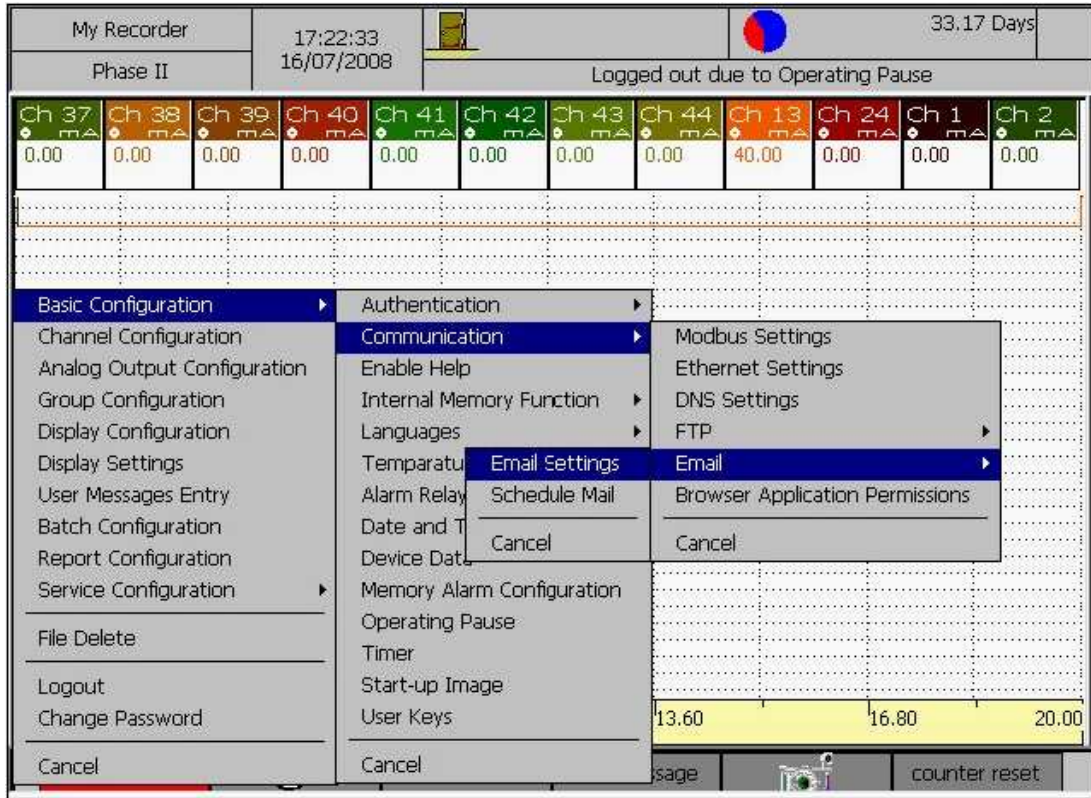 My Recorder
Phase II
17:22:33
16/07/2008
33.17 Days
Logged out due to Operating Pause
Ch 37 Ch 38 Ch 39 Ch 40 Ch 41 Ch 42 Ch 43 Ch 44 Ch 13 Ch 24 Ch 1 Ch 2
mA mA mA mA mA mA mA mA mA mA mA mA
0.00 0.00 0.00 0.00 0.00 0.00 0.00 0.00 40.00 0.00 0.00 0.00
Basic Configuration
Channel Configuration
Analog Output Configuration
Group Configuration
Display Configuration
Display Settings
User Messages Entry
Batch Configuration
Report Configuration
Service Configuration
File Delete
Logout
Change Password
Cancel
Authentication
Communication
Enable Help
Internal Memory Function
Languages
Temparatu
Alarm Relay
Date and T
Device Data
Memory Alarm Configuration
Operating Pause
Timer
Start-up Image
User Keys
Cancel
Email Settings
Schedule Mail
Cancel
Modbus Settings
Ethernet Settings
DNS Settings
FTP
Email
Browser Application Permissions
Cancel
13.60 16.80 20.00
ssage
counter reset